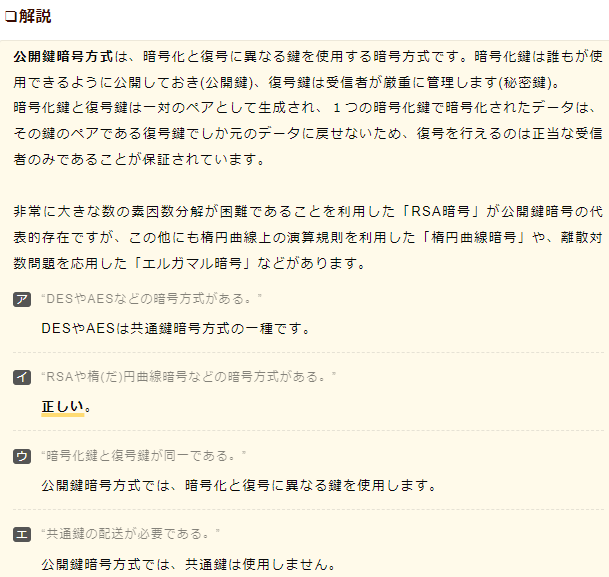 ❏解説
公開鍵暗号方式は、暗号化と復号に異なる鍵を使用する暗号方式です。暗号化鍵は誰もが使
用できるように公開しておき(公開鍵)、復号鍵は受信者が厳重に管理します(秘密鍵)。
暗号化鍵と復号鍵は一対のペアとして生成され、１つの暗号化鍵で暗号化されたデータは、
その鍵のペアである復号鍵でしか元のデータに戻せないため、復号を行えるのは正当な受信
者のみであることが保証されています。
非常に大きな数の素因数分解が困難であることを利用した「RSA暗号」が公開鍵暗号の代
表的存在ですが、この他にも楕円曲線上の演算規則を利用した「楕円曲線暗号」や、離散対
数問題を応用した「エルガマル暗号」などがあります。
ア “DESやAESなどの暗号方式がある。”
DESやAESは共通鍵暗号方式の一種です。
イ “RSAや楕(だ)円曲線暗号などの暗号方式がある。”
正しい。
ウ “暗号化鍵と復号鍵が同一である。”
公開鍵暗号方式では、暗号化と復号に異なる鍵を使用します。
エ “共通鍵の配送が必要である。”
公開鍵暗号方式では、共通鍵は使用しません。